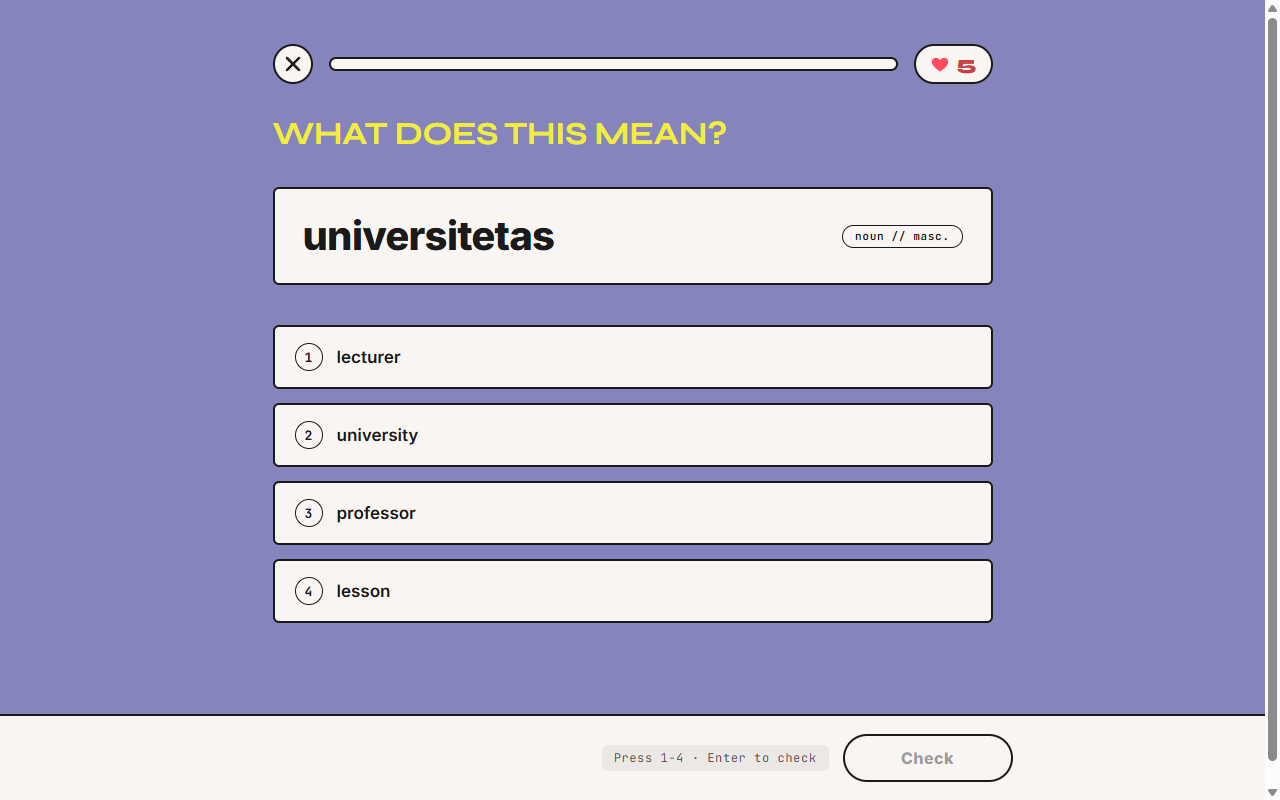 5
WHAT DOES THIS MEAN?
universitetas
noun // masc.
1 lecturer
2 university
3 professor
4 lesson
Press 1-4 · Enter to check
Check